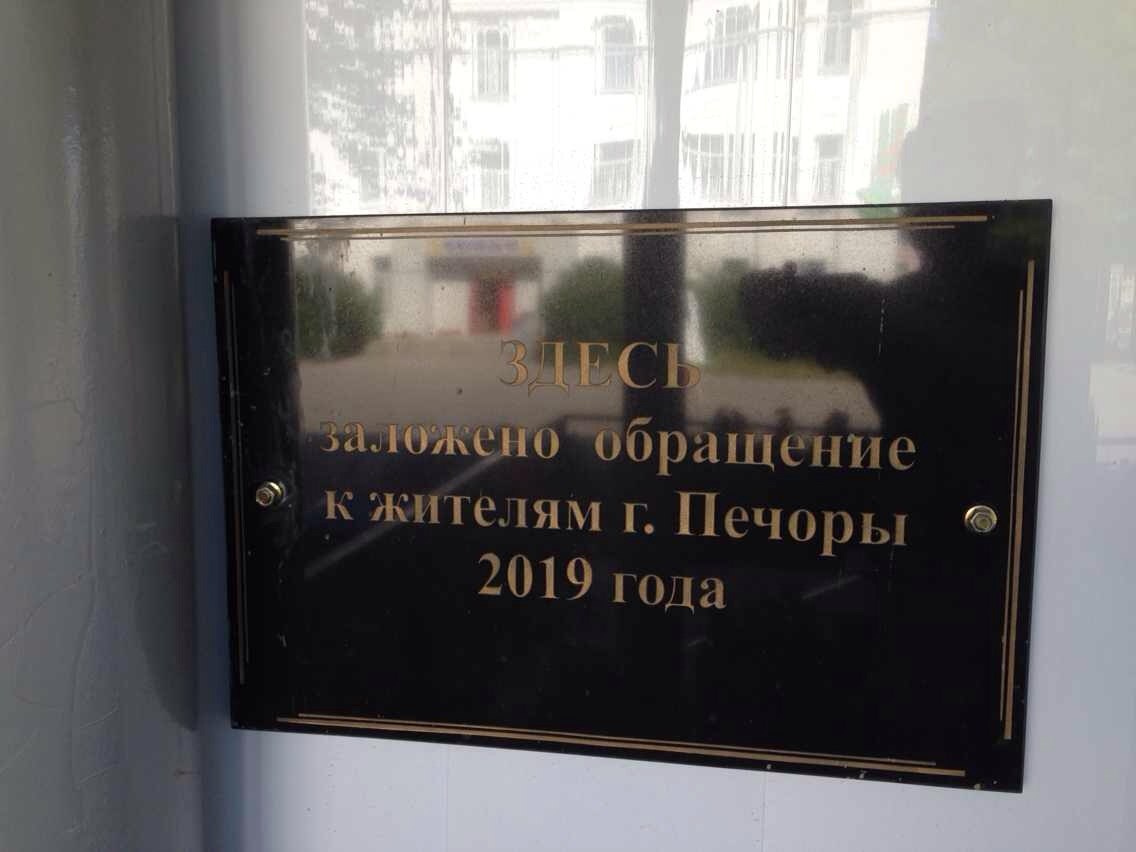 ЗДЕСЬ
заложено обращение
к жителям г. Печоры
2019 года